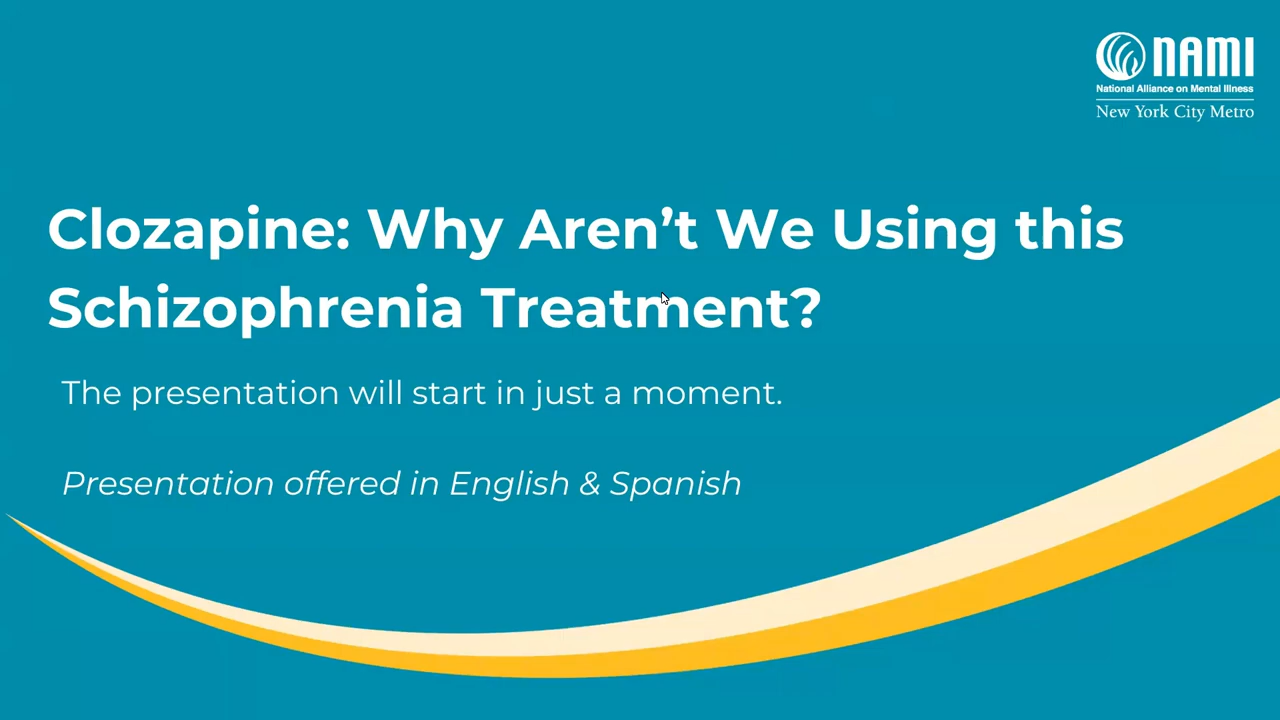 NAMI
National Alliance on Mental Illness
New York City Metro
Clozapine: Why Aren’t We Using this
Schizophrenia Treatment?
The presentation will start in just a moment.
Presentation offered in English & Spanish